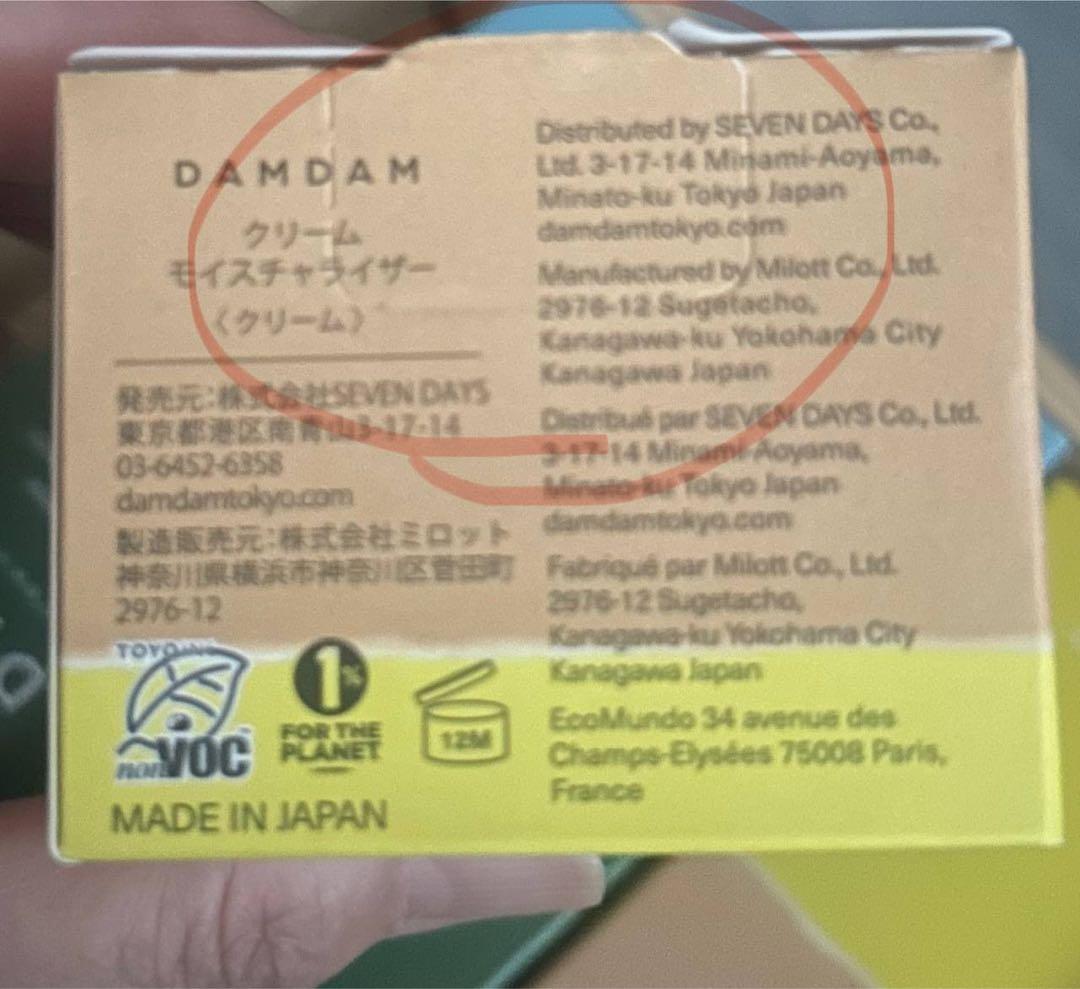 DAMDAM
クリーム
モイスチャライザー
〈クリーム〉
発売元:株式会社SEVEN DAYS
東京都港区南青山3-17-14
03-6452-6358
damdamtokyo.com
製造販売元:株式会社ミロット
神奈川県横浜市神奈川区菅田町
2976-12
TOYO INK
nonVOC
1%
FOR THE
PLANET
12M
MADE IN JAPAN
Distributed by SEVEN DAYS Co.,
Ltd. 3-17-14 Minami-Aoyama,
Minato-ku Tokyo Japan
damdamtokyo.com
Manufactured by Milott Co., Ltd.
2976-12 Sugetacho,
Kanagawa-ku Yokohama City
Kanagawa Japan
Distribué par SEVEN DAYS Co., Ltd.
3-17-14 Minami-Aoyama,
Minato-ku Tokyo Japan
damdamtokyo.com
Fabriqué par Milott Co., Ltd.
2976-12 Sugetacho,
Kanagawa-ku Yokohama City
Kanagawa Japan
EcoMundo 34 avenue des
Champs-Elysées 75008 Paris,
France